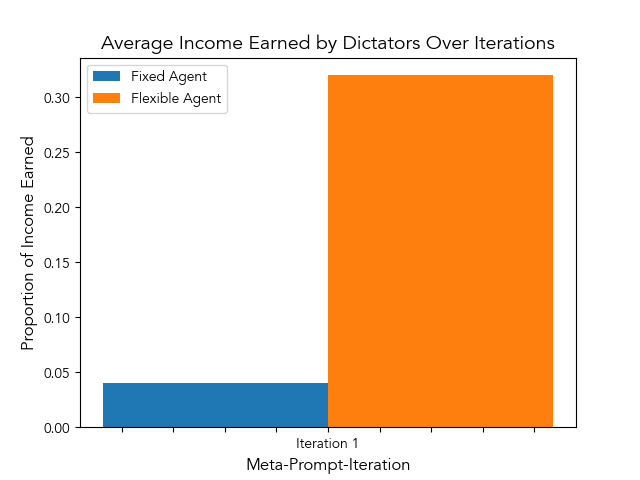 Average Income Earned by Dictators Over Iterations
Fixed Agent
Flexible Agent
Proportion of Income Earned
0.30
0.25
0.20
0.15
0.10
0.05
0.00
Iteration 1
Meta-Prompt-Iteration